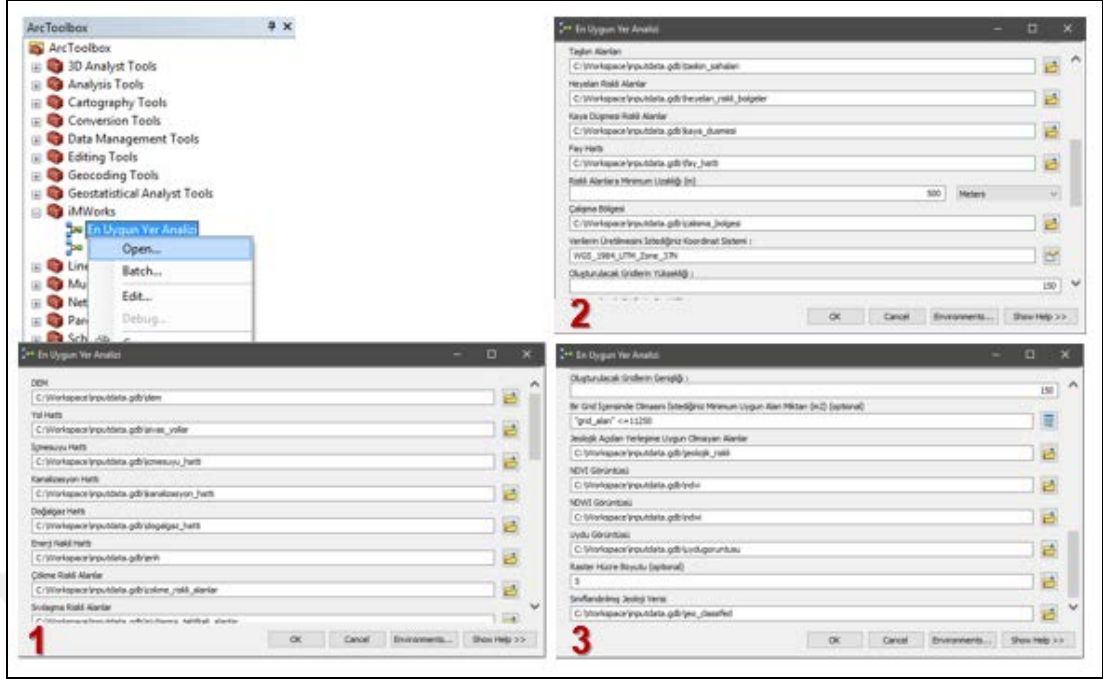 ArcToolbox
ArcToolbox
3D Analyst Tools
Analysis Tools
Cartography Tools
Conversion Tools
Data Management Tools
Editing Tools
Geocoding Tools
Geostatistical Analyst Tools
iMWorks
En Uygun Yer Analizi
Open...
Batch...
Edit...
Debug...
Line
Mu
Net
Par
Sch
1
En Uygun Yer Analizi
DEM
C:\Workspace\inputdata.gdb\dem
Yol Hattı
C:\Workspace\inputdata.gdb\sivas_yollar
İçmesuyu Hattı
C:\Workspace\inputdata.gdb\icmesuyu_hatti
Kanalizasyon Hattı
C:\Workspace\inputdata.gdb\kanalizasyon_hatti
Doğalgaz Hattı
C:\Workspace\inputdata.gdb\dogalgaz_hatti
Enerji Nakil Hattı
C:\Workspace\inputdata.gdb\enh
Çökme Riskli Alanlar
C:\Workspace\inputdata.gdb\cokme_riskli_alanlar
Sıvılaşma Riskli Alanlar
OK Cancel Environments... Show Help >>
2
En Uygun Yer Analizi
Taşkın Alanları
C:\Workspace\inputdata.gdb\taskin_sahalari
Heyelan Riskli Alanlar
C:\Workspace\inputdata.gdb\heyelan_riskli_bolgeler
Kaya Düşmesi Riskli Alanlar
C:\Workspace\inputdata.gdb\kaya_dusmesi
Fay Hattı
C:\Workspace\inputdata.gdb\fay_hatti
Riskli Alanlara Minimum Uzaklığı (m)
500 Meters
Çalışma Bölgesi
C:\Workspace\inputdata.gdb\calisma_bolgesi
Verilerin Üretilmesini İstediğiniz Koordinat Sistemi :
WGS_1984_UTM_Zone_37N
Oluşturulacak Gridlerin Yüksekliği :
150
OK Cancel Environments... Show Help >>
3
En Uygun Yer Analizi
Oluşturulacak Gridlerin Genişliği :
150
Bir Grid İçerisinde Olmasını İstediğiniz Minimum Uygun Alan Miktarı (m2) (optional)
"grid_alan" <=11250
Jeolojik Açıdan Yerleşime Uygun Olmayan Alanlar
C:\Workspace\inputdata.gdb\jeolojik_riskli
NDVI Görüntüsü
C:\Workspace\inputdata.gdb\ndvi
NDWI Görüntüsü
C:\Workspace\inputdata.gdb\ndwi
Uydu Görüntüsü
C:\Workspace\inputdata.gdb\uydugoruntusu
Raster Hücre Boyutu (optional)
5
Sınıflandırılmış Jeoloji Verisi
C:\Workspace\inputdata.gdb\jeo_classified
OK Cancel Environments... Show Help >>